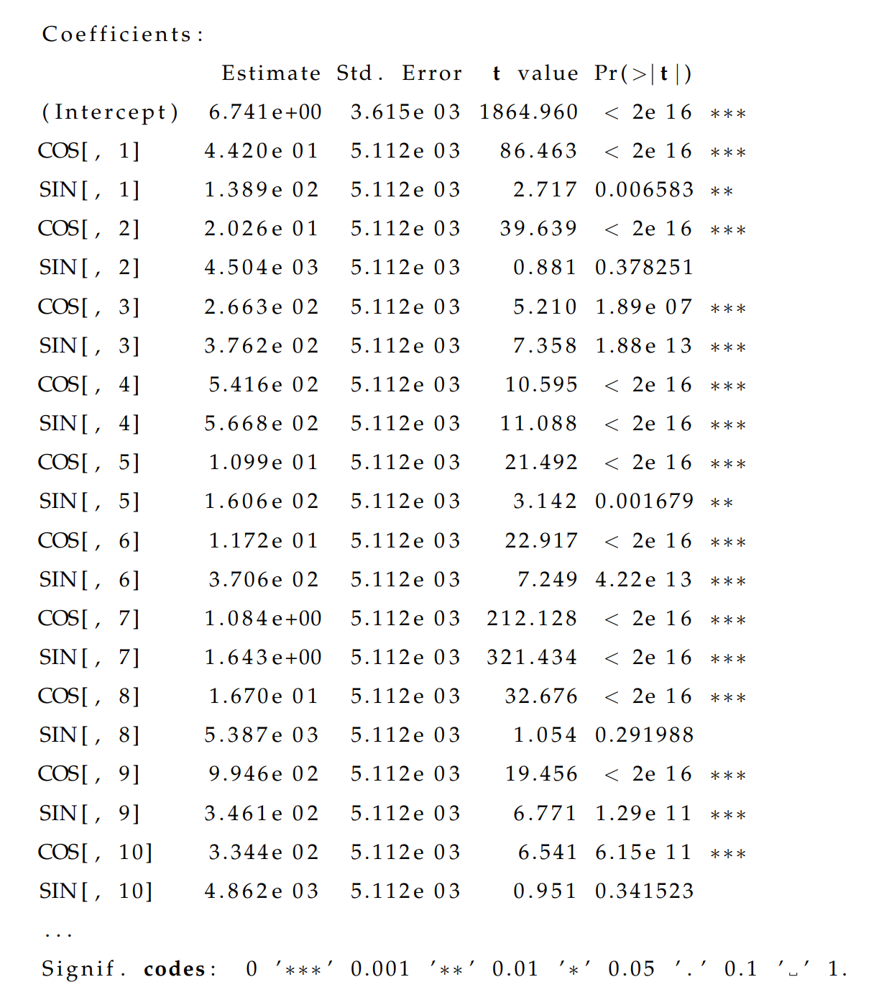 Coefficients:
Estimate Std. Error t value Pr(>|t|)
(Intercept) 6.741e+00 3.615e 03 1864.960 < 2e 16 ***
COS[, 1] 4.420e 01 5.112e 03 86.463 < 2e 16 ***
SIN[, 1] 1.389e 02 5.112e 03 2.717 0.006583 **
COS[, 2] 2.026e 01 5.112e 03 39.639 < 2e 16 ***
SIN[, 2] 4.504e 03 5.112e 03 0.881 0.378251
COS[, 3] 2.663e 02 5.112e 03 5.210 1.89e 07 ***
SIN[, 3] 3.762e 02 5.112e 03 7.358 1.88e 13 ***
COS[, 4] 5.416e 02 5.112e 03 10.595 < 2e 16 ***
SIN[, 4] 5.668e 02 5.112e 03 11.088 < 2e 16 ***
COS[, 5] 1.099e 01 5.112e 03 21.492 < 2e 16 ***
SIN[, 5] 1.606e 02 5.112e 03 3.142 0.001679 **
COS[, 6] 1.172e 01 5.112e 03 22.917 < 2e 16 ***
SIN[, 6] 3.706e 02 5.112e 03 7.249 4.22e 13 ***
COS[, 7] 1.084e+00 5.112e 03 212.128 < 2e 16 ***
SIN[, 7] 1.643e+00 5.112e 03 321.434 < 2e 16 ***
COS[, 8] 1.670e 01 5.112e 03 32.676 < 2e 16 ***
SIN[, 8] 5.387e 03 5.112e 03 1.054 0.291988
COS[, 9] 9.946e 02 5.112e 03 19.456 < 2e 16 ***
SIN[, 9] 3.461e 02 5.112e 03 6.771 1.29e 11 ***
COS[, 10] 3.344e 02 5.112e 03 6.541 6.15e 11 ***
SIN[, 10] 4.862e 03 5.112e 03 0.951 0.341523
...
Signif. codes: 0 '***' 0.001 '**' 0.01 '*' 0.05 '.' 0.1 '␣' 1.